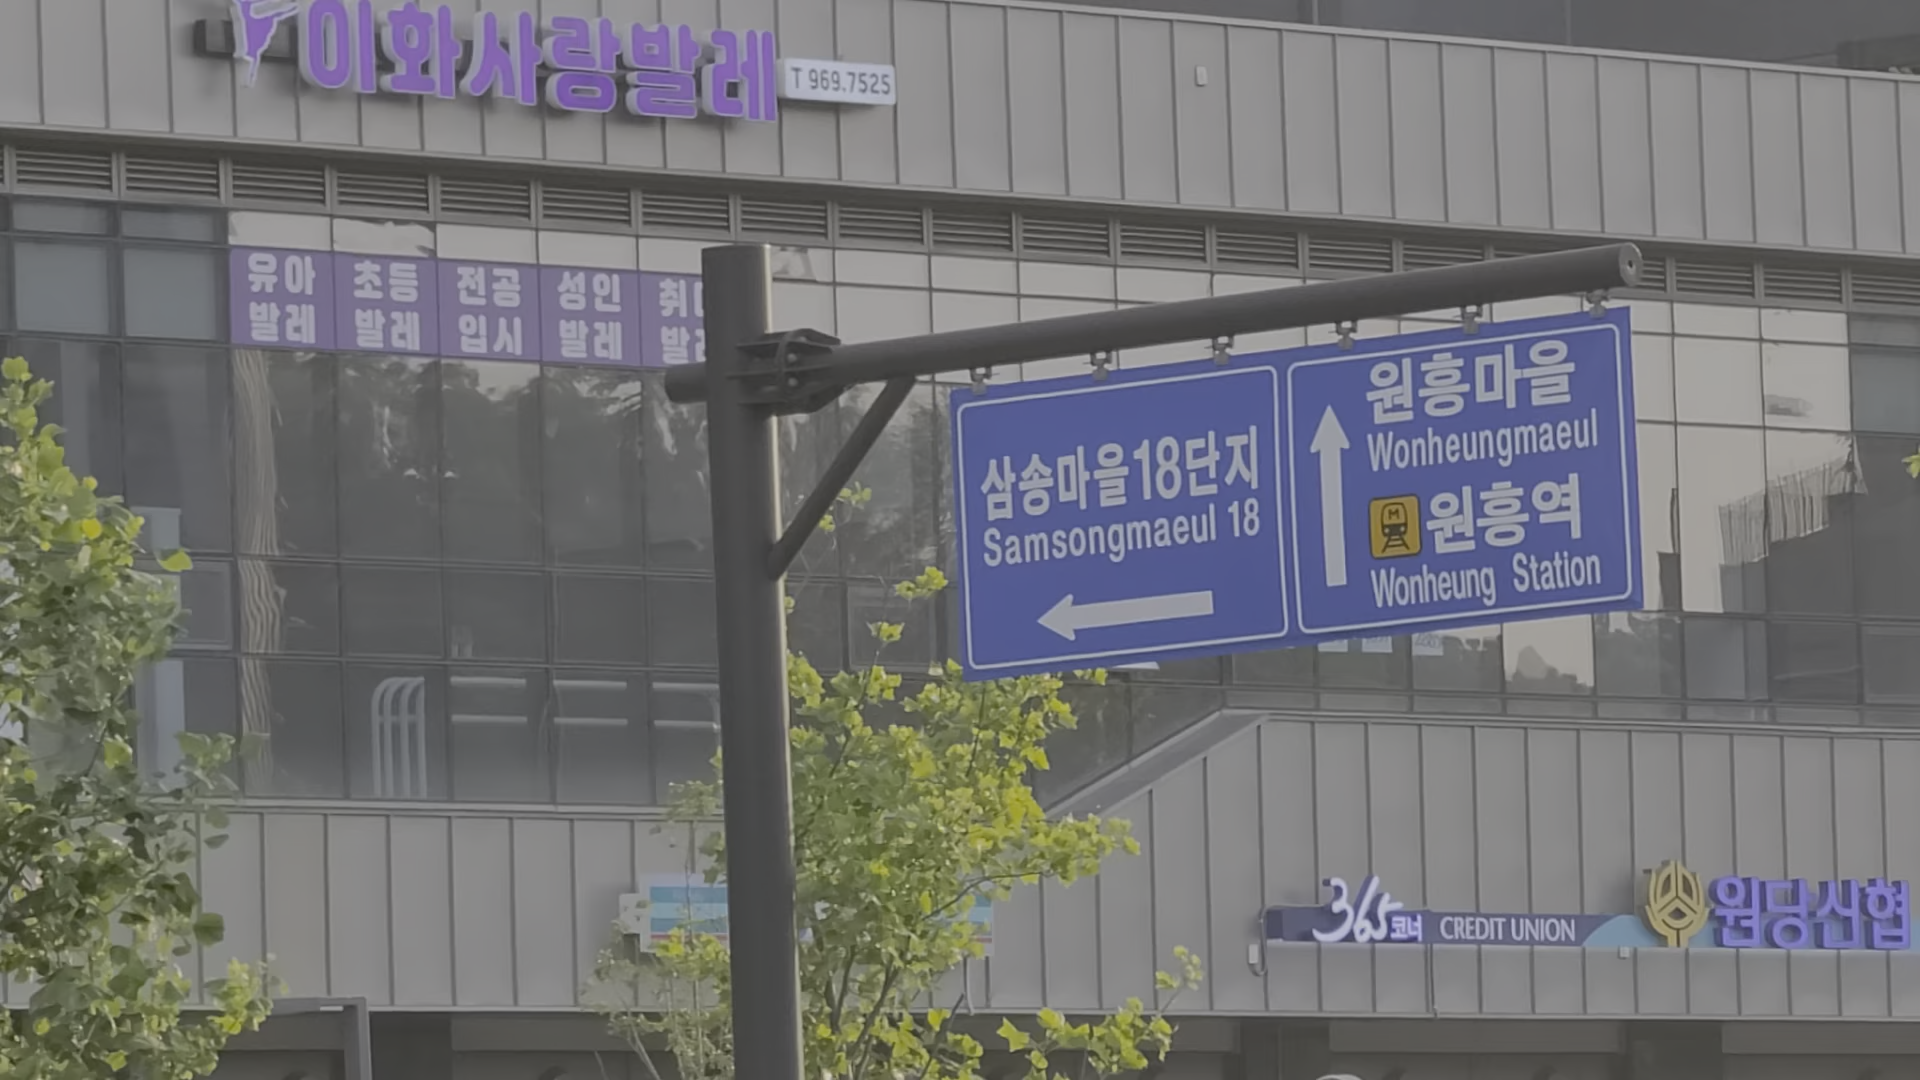 이화사랑발레
T 969.7525
유아
발레
초등
발레
전공
입시
성인
발레
삼송마을18단지
Samsongmaeul 18
원흥마을
Wonheungmaeul
M
원흥역
Wonheung Station
365코너 CREDIT UNION
원당신협